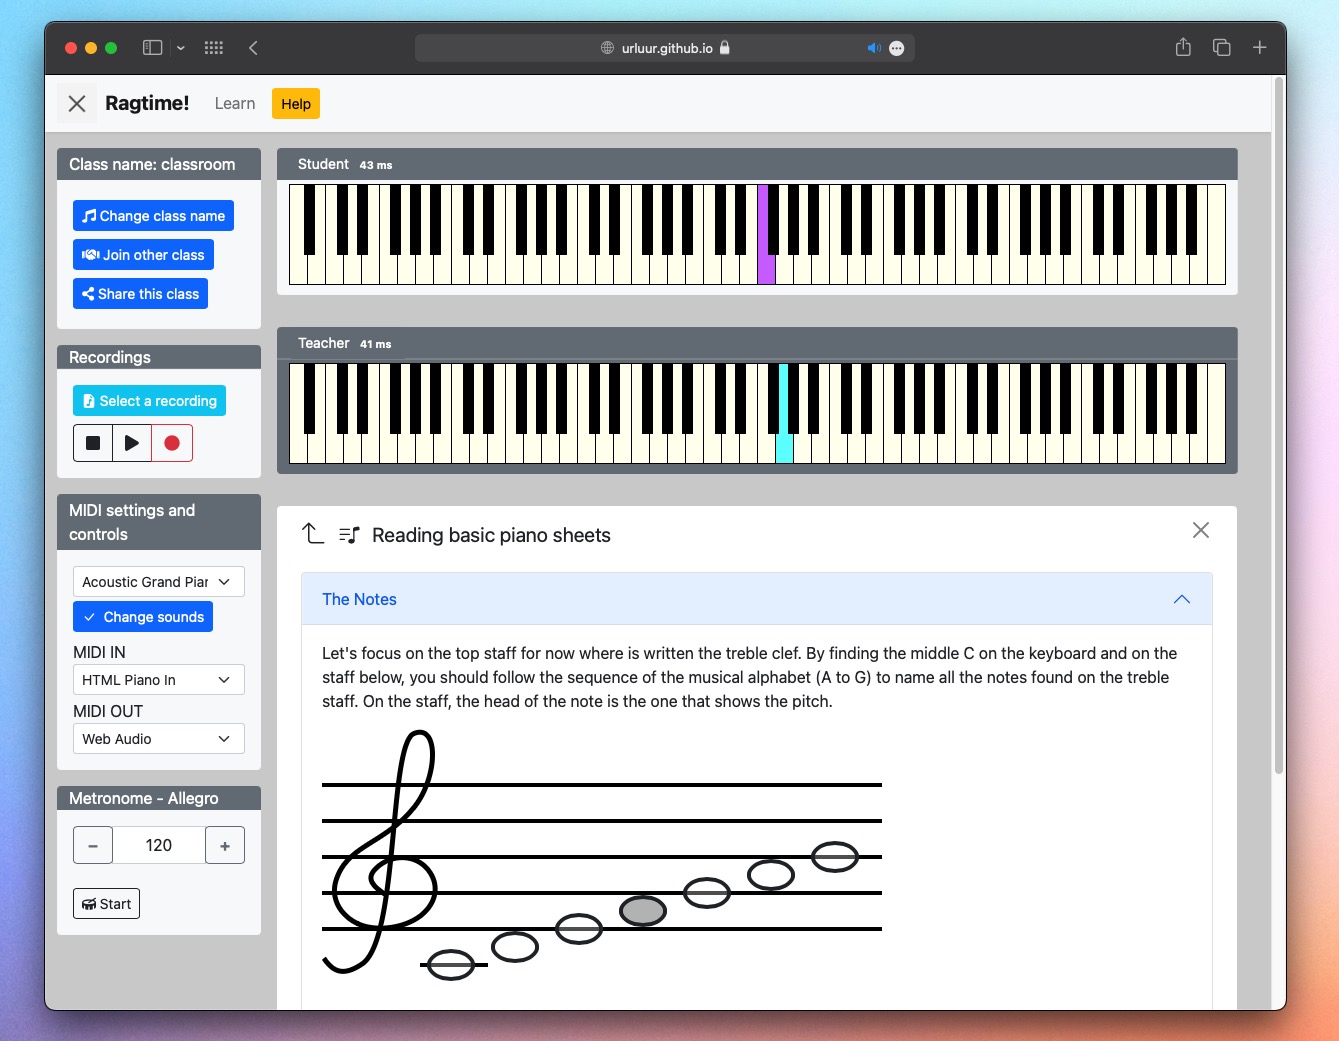 urluur.github.io
Ragtime! Learn Help
Class name: classroom
Change class name
Join other class
Share this class
Recordings
Select a recording
MIDI settings and
controls
Acoustic Grand Piar
Change sounds
MIDI IN
HTML Piano In
MIDI OUT
Web Audio
Metronome - Allegro
− 120 +
Start
Student 43 ms
Teacher 41 ms
Reading basic piano sheets
The Notes
Let's focus on the top staff for now where is written the treble clef. By finding the middle C on the keyboard and on the
staff below, you should follow the sequence of the musical alphabet (A to G) to name all the notes found on the treble
staff. On the staff, the head of the note is the one that shows the pitch.